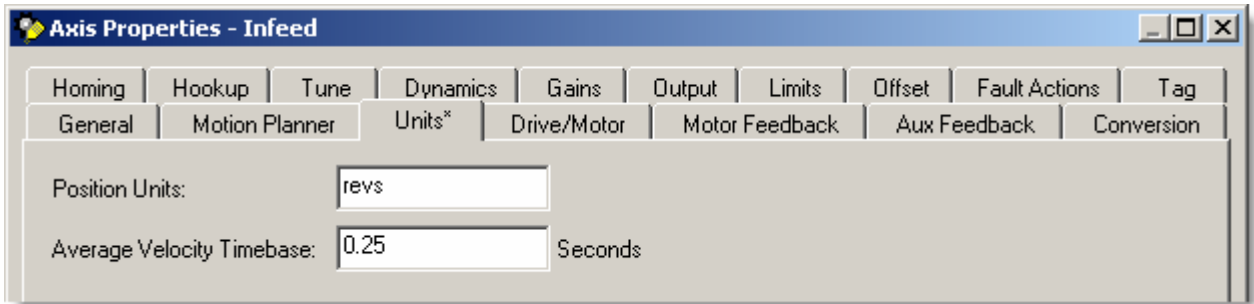 Axis Properties - Infeed
Homing Hookup Tune Dynamics Gains Output Limits Offset Fault Actions Tag
General Motion Planner Units* Drive/Motor Motor Feedback Aux Feedback Conversion
Position Units: revs
Average Velocity Timebase: 0.25 Seconds